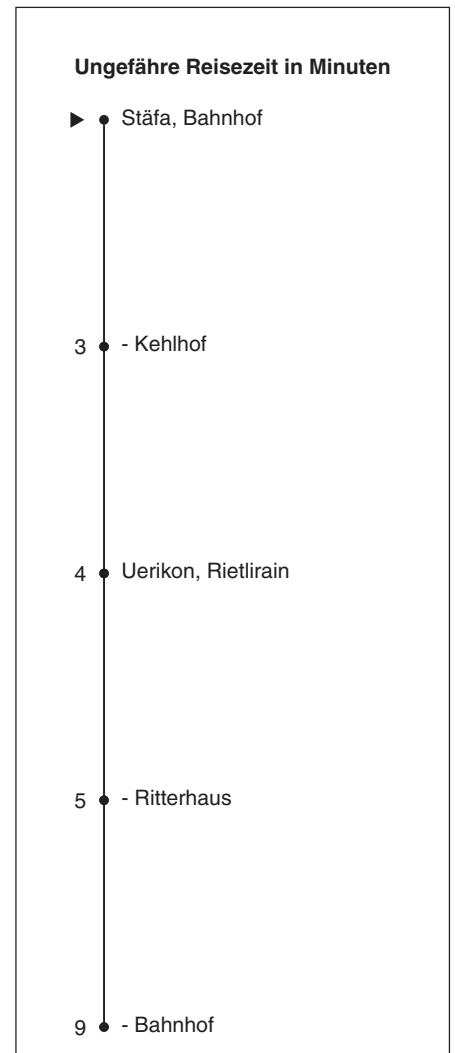 Ungefähre Reisezeit in Minuten
Stäfa, Bahnhof
3 - Kehlhof
4 Uerikon, Rietlirain
5 - Ritterhaus
9 - Bahnhof